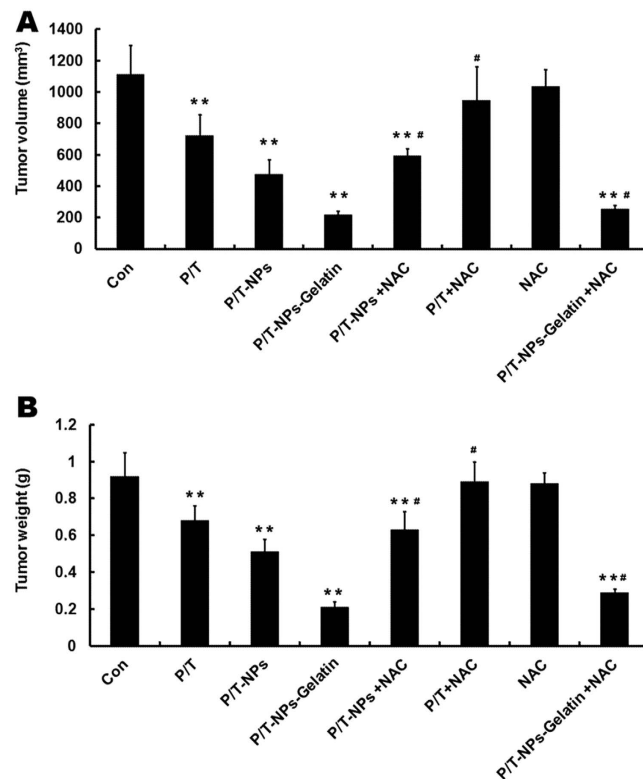 A
Tumor volume (mm³)
1400
1200
1000
800
600
400
200
0
**
**
**
** #
#
** #
Con
P/T
P/T-NPs
P/T-NPs-Gelatin
P/T-NPs +NAC
P/T+NAC
NAC
P/T-NPs-Gelatin +NAC
B
Tumor weight (g)
1.2
1
0.8
0.6
0.4
0.2
0
**
**
**
** #
#
**#
Con
P/T
P/T-NPs
P/T-NPs-Gelatin
P/T-NPs +NAC
P/T+NAC
NAC
P/T-NPs-Gelatin +NAC